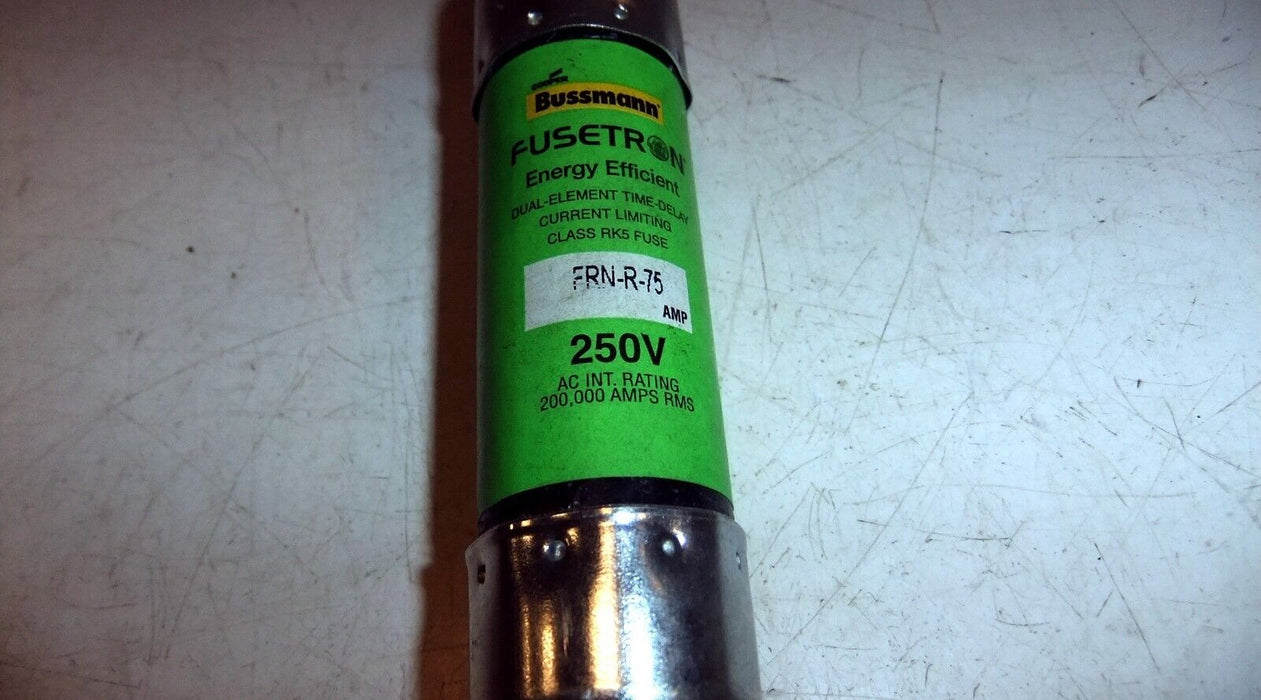 COOPER
Bussmann
FUSETRON
Energy Efficient
DUAL-ELEMENT TIME-DELAY
CURRENT LIMITING
CLASS RK5 FUSE
FRN-R-75
AMP
250V
AC INT. RATING
200,000 AMPS RMS